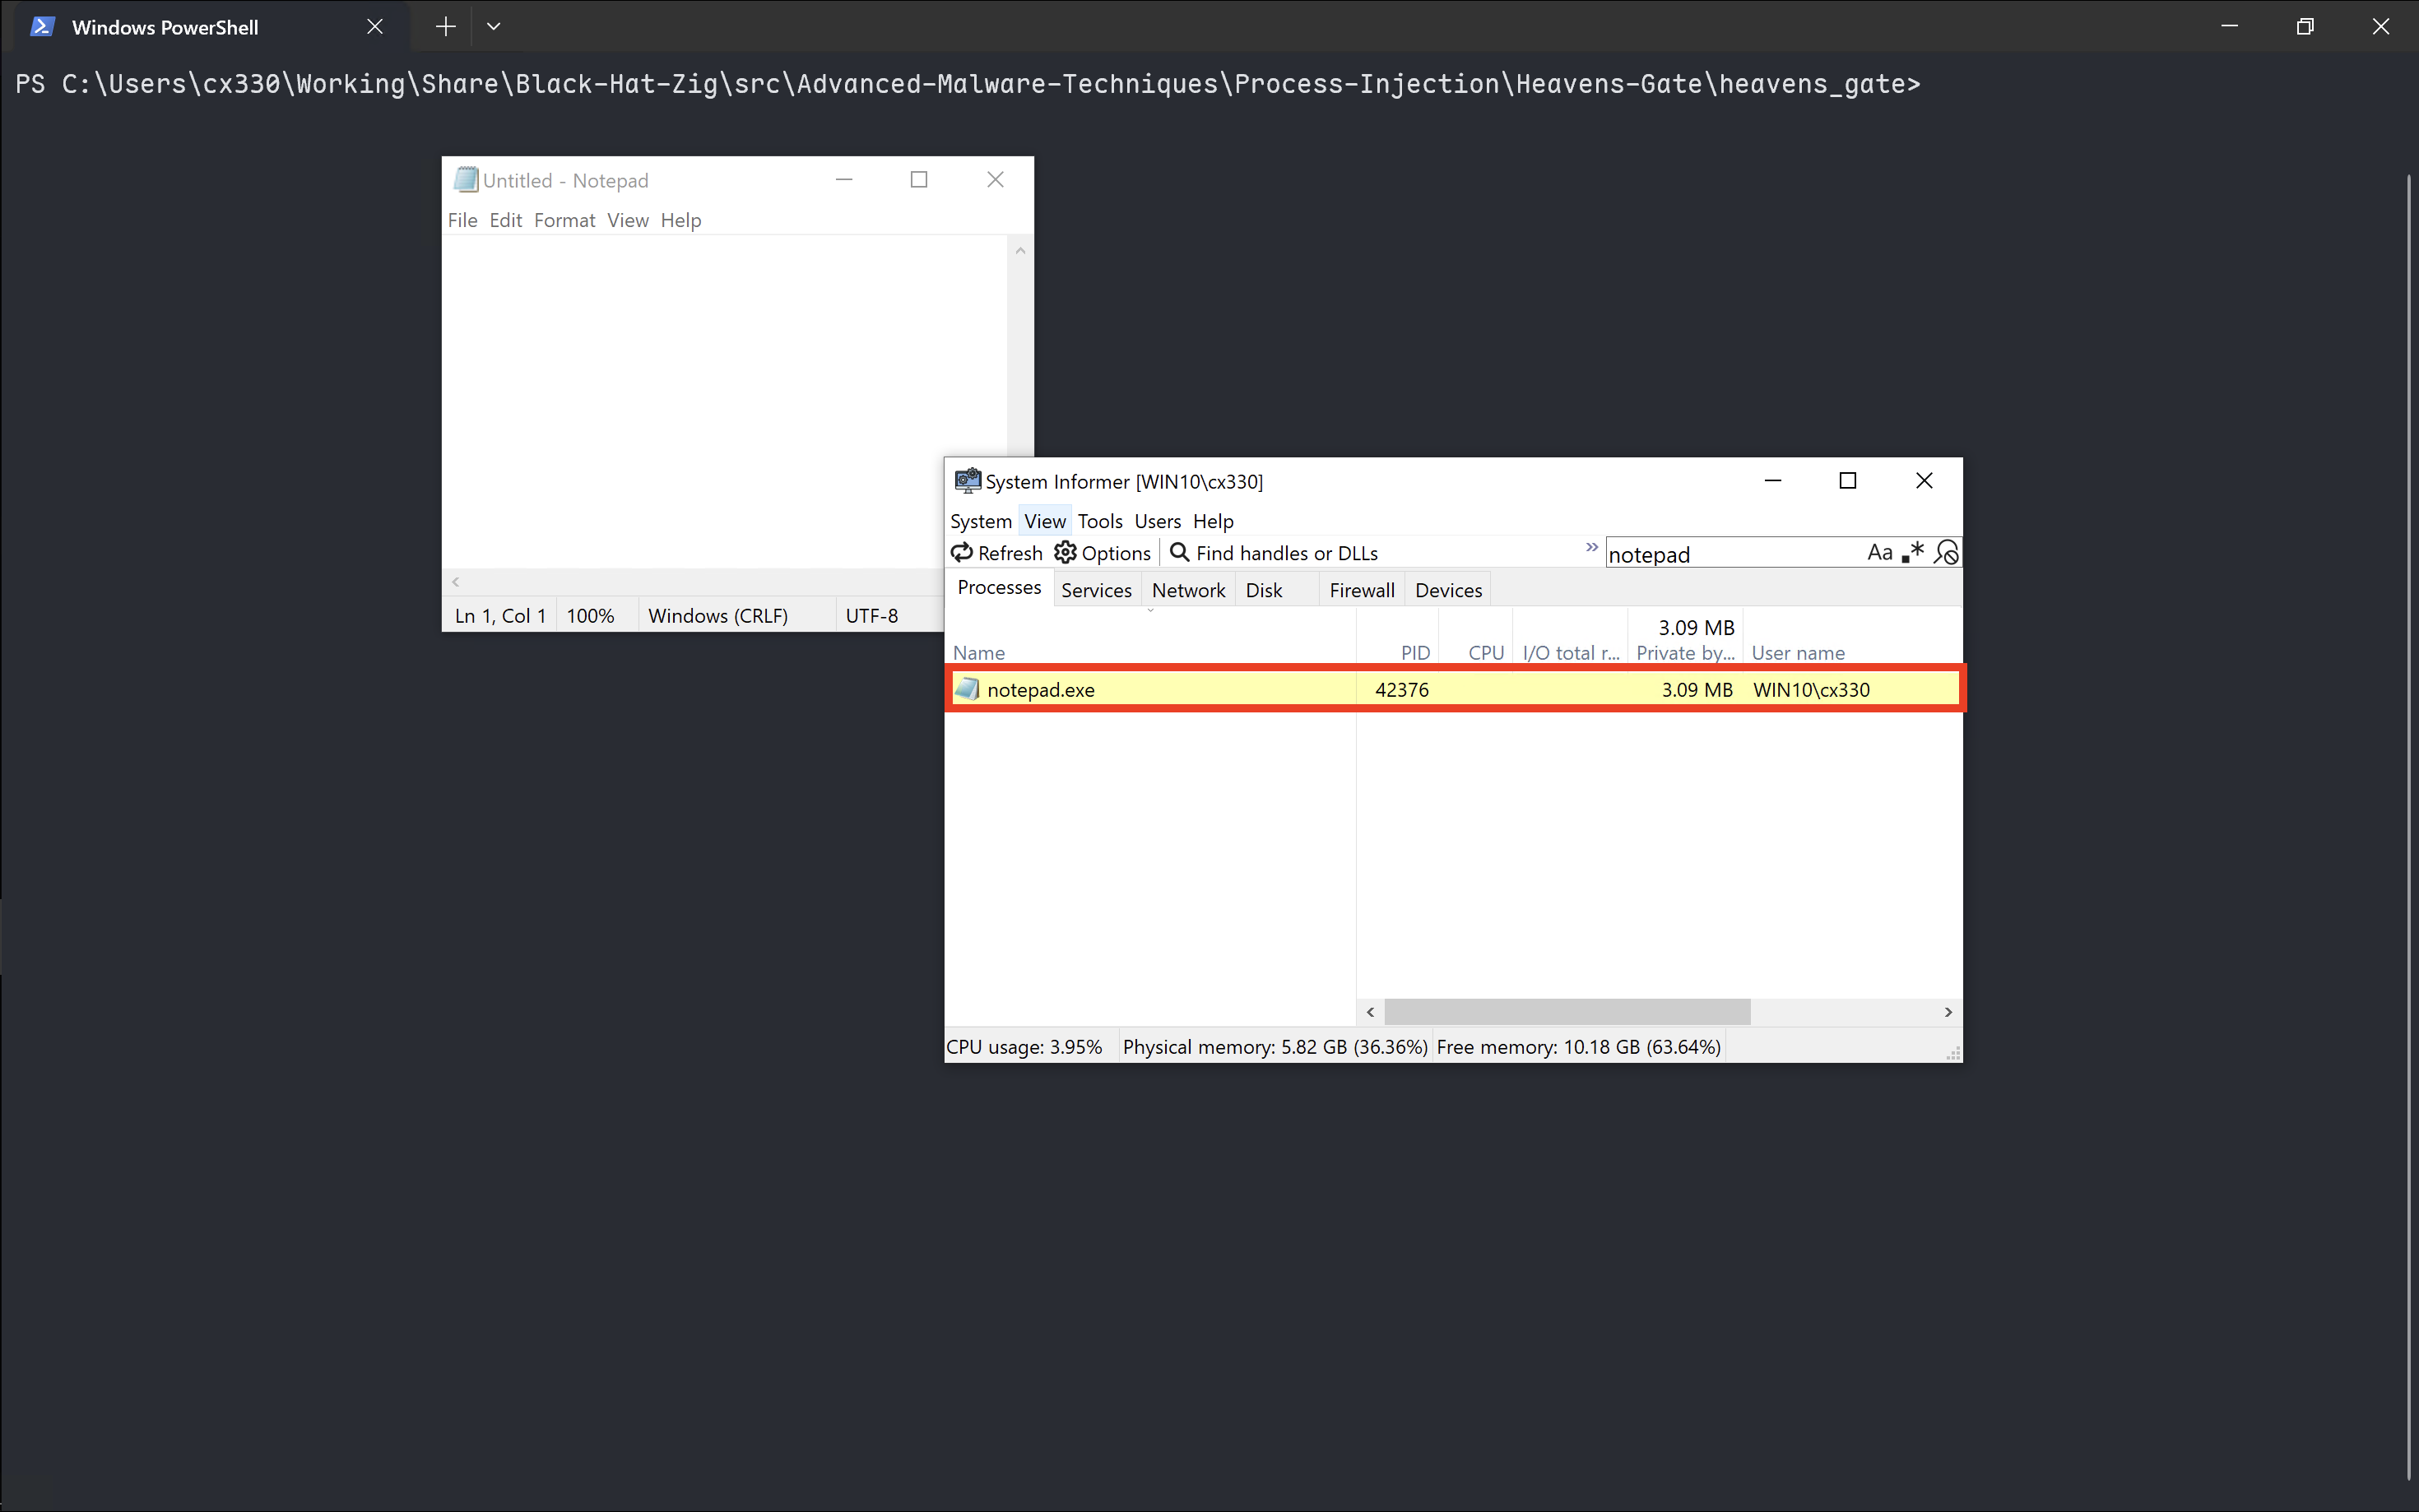 Windows PowerShell
PS C:\Users\cx330\Working\Share\Black-Hat-Zig\src\Advanced-Malware-Techniques\Process-Injection\Heavens-Gate\heavens_gate>
Untitled - Notepad
File Edit Format View Help
Ln 1, Col 1 100% Windows (CRLF) UTF-8
System Informer [WIN10\cx330]
System View Tools Users Help
Refresh Options Find handles or DLLs » notepad Aa .*
Processes Services Network Disk Firewall Devices
3.09 MB
Name PID CPU I/O total r... Private by... User name
notepad.exe 42376 3.09 MB WIN10\cx330
CPU usage: 3.95% Physical memory: 5.82 GB (36.36%) Free memory: 10.18 GB (63.64%)